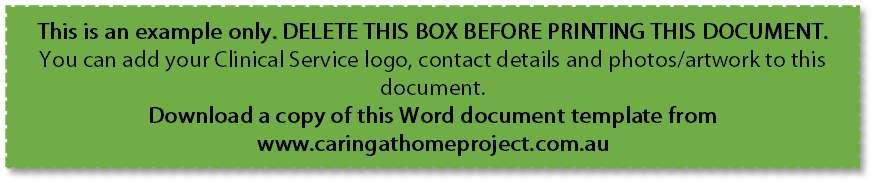 This is an example only. DELETE THIS BOX BEFORE PRINTING THIS DOCUMENT.
You can add your Clinical Service logo, contact details and photos/artwork to this
document.
Download a copy of this Word document template from
www.caringathomeproject.com.au